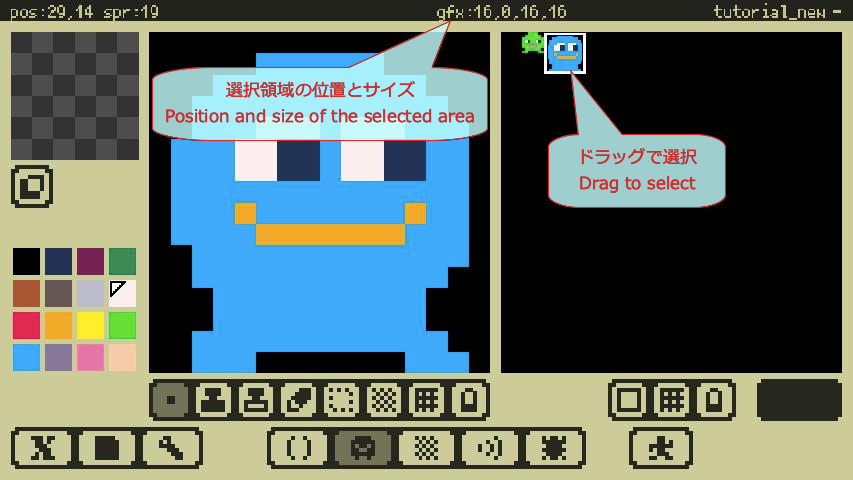 pos:29,14 spr:19
gfx:16,0,16,16
tutorial_new
選択領域の位置とサイズ
Position and size of the selected area
ドラッグで選択
Drag to select